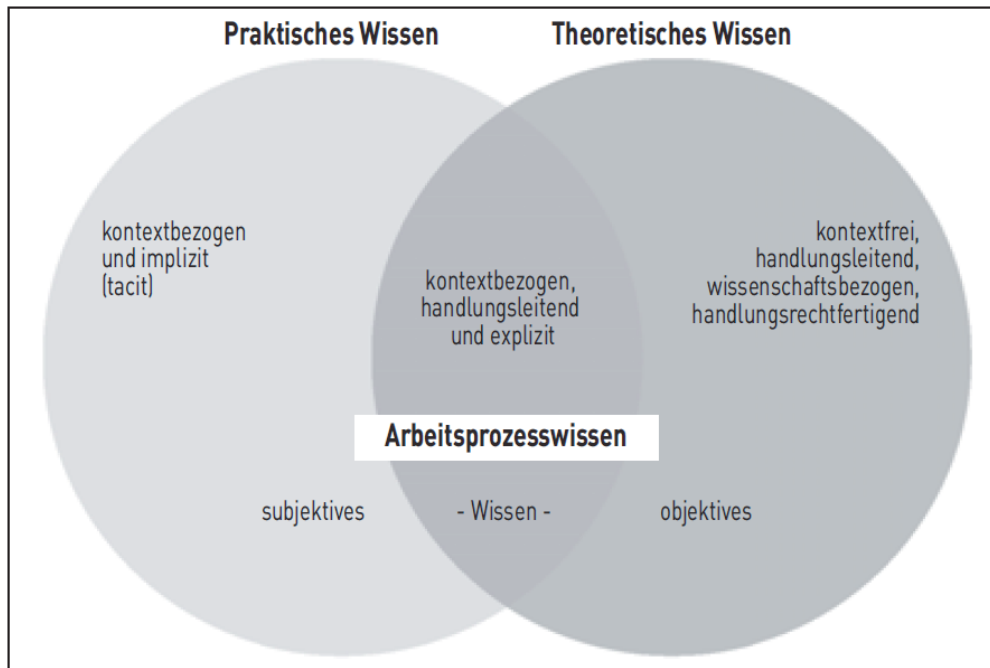 Praktisches Wissen
Theoretisches Wissen
kontextbezogen
und implizit
(tacit)
kontextbezogen,
handlungsleitend
und explizit
kontextfrei,
handlungsleitend,
wissenschaftsbezogen,
handlungsrechtfertigend
Arbeitsprozesswissen
subjektives - Wissen - objektives